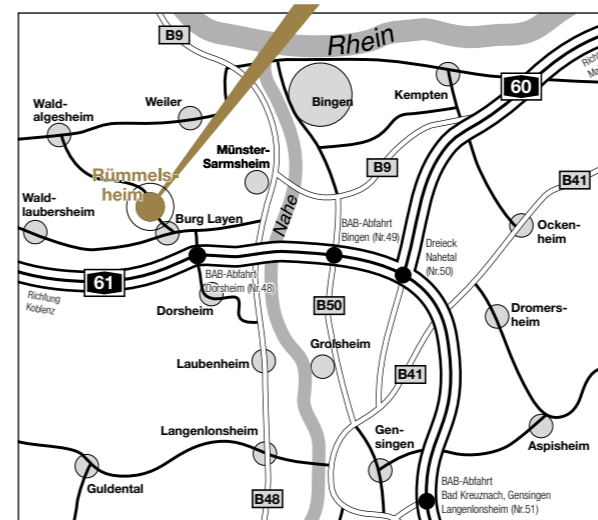 Rhein
B9
Richt
Ma
60
Kempten
Bingen
Weiler
Wald-
algesheim
Münster-
Sarmsheim
B9
Rümmels-
heim
B41
Wald-
laubersheim
Burg Layen
Nahe
BAB-Abfahrt
Bingen (Nr.49)
Dreieck
Nahetal
(Nr.50)
Ocken-
heim
61
BAB-Abfahrt
Dorsheim (Nr.48)
Richtung
Koblenz
Dorsheim
B50
Dromers-
heim
Laubenheim
Grolsheim
B41
Langenlonsheim
Gen-
singen
Aspisheim
Guldental
B48
BAB-Abfahrt
Bad Kreuznach, Gensingen
Langenlonsheim (Nr.51)